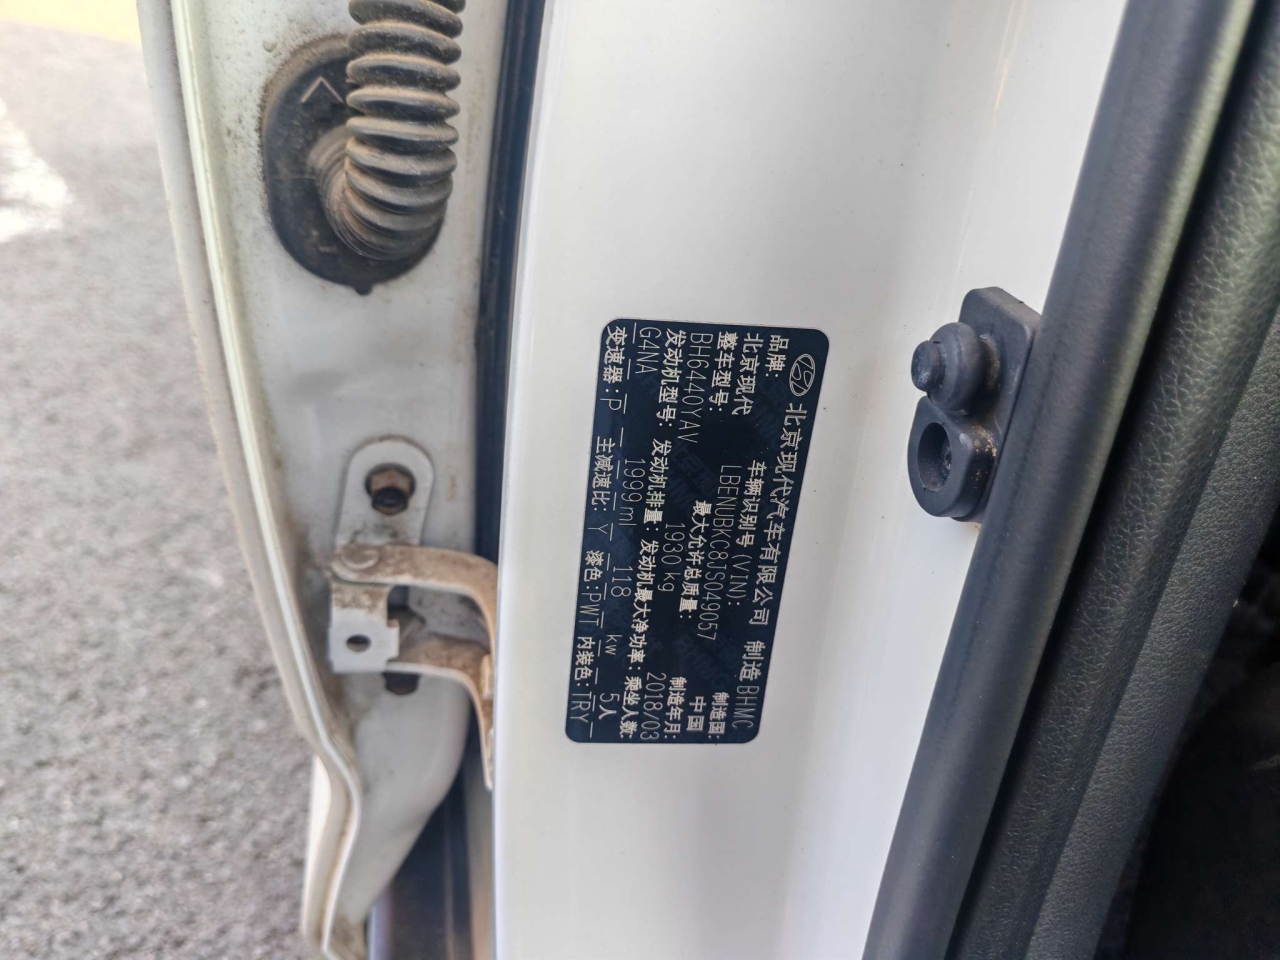 北京现代汽车有限公司 制造 BHMC
品牌: 车辆识别号(VIN): 制造国:
北京现代 LBENUBKC8JS049057 中国
整车型号: 最大允许总质量: 制造年月:
BH6440YAV 1930 kg 2018/03
发动机型号: 发动机排量: 发动机最大净功率: 乘坐人数:
G4NA 1999 ml 118 kw 5人
变速器: P 主减速比: Y 漆色: PWT 内装色: TRY